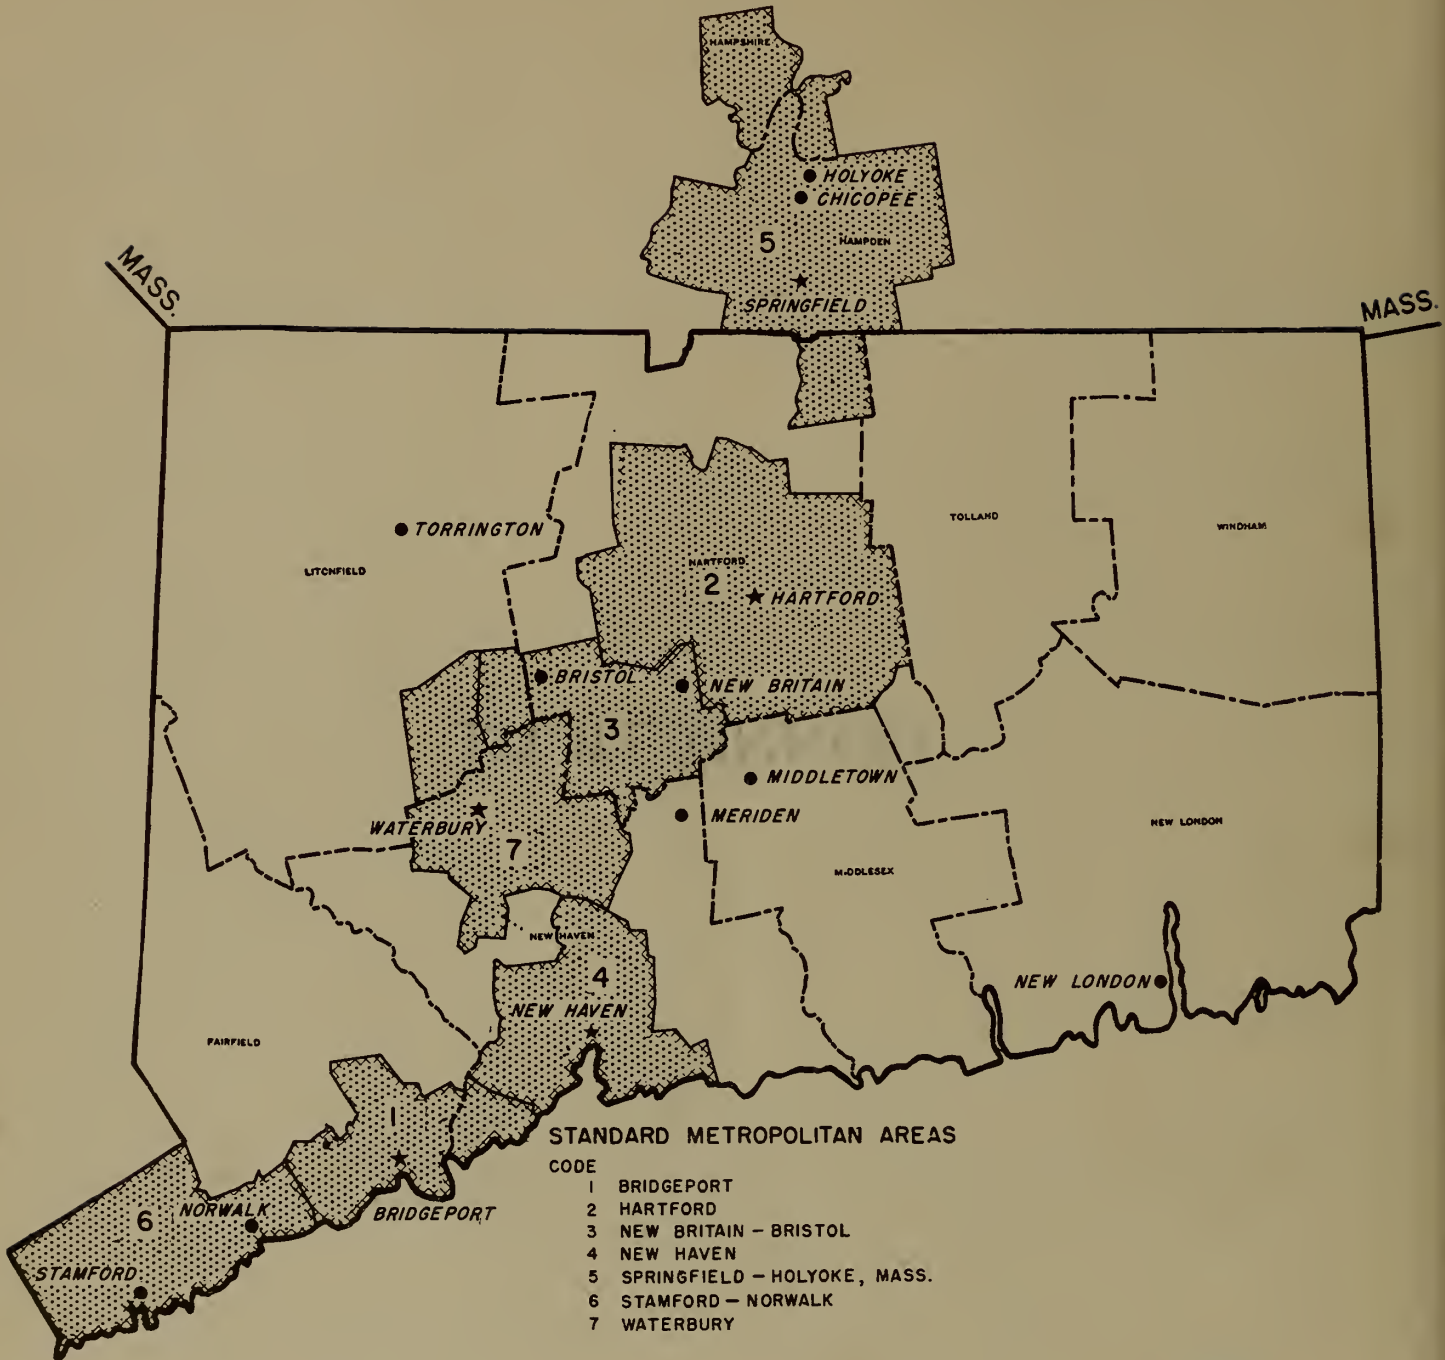 HAMPSHIRE
HOLYOKE
CHICOPEE
5
HAMPDEN
SPRINGFIELD
MASS.
MASS.
TORRINGTON
LITCHFIELD
HARTFORD
2
HARTFORD
TOLLAND
WINDHAM
BRISTOL
NEW BRITAIN
3
MIDDLETOWN
MERIDEN
WATERBURY
7
NEW LONDON
MIDDLESEX
NEW HAVEN
4
NEW HAVEN
NEW LONDON
FAIRFIELD
1
BRIDGEPORT
6
NORWALK
STAMFORD
STANDARD METROPOLITAN AREAS
CODE
1 BRIDGEPORT
2 HARTFORD
3 NEW BRITAIN – BRISTOL
4 NEW HAVEN
5 SPRINGFIELD – HOLYOKE, MASS.
6 STAMFORD – NORWALK
7 WATERBURY